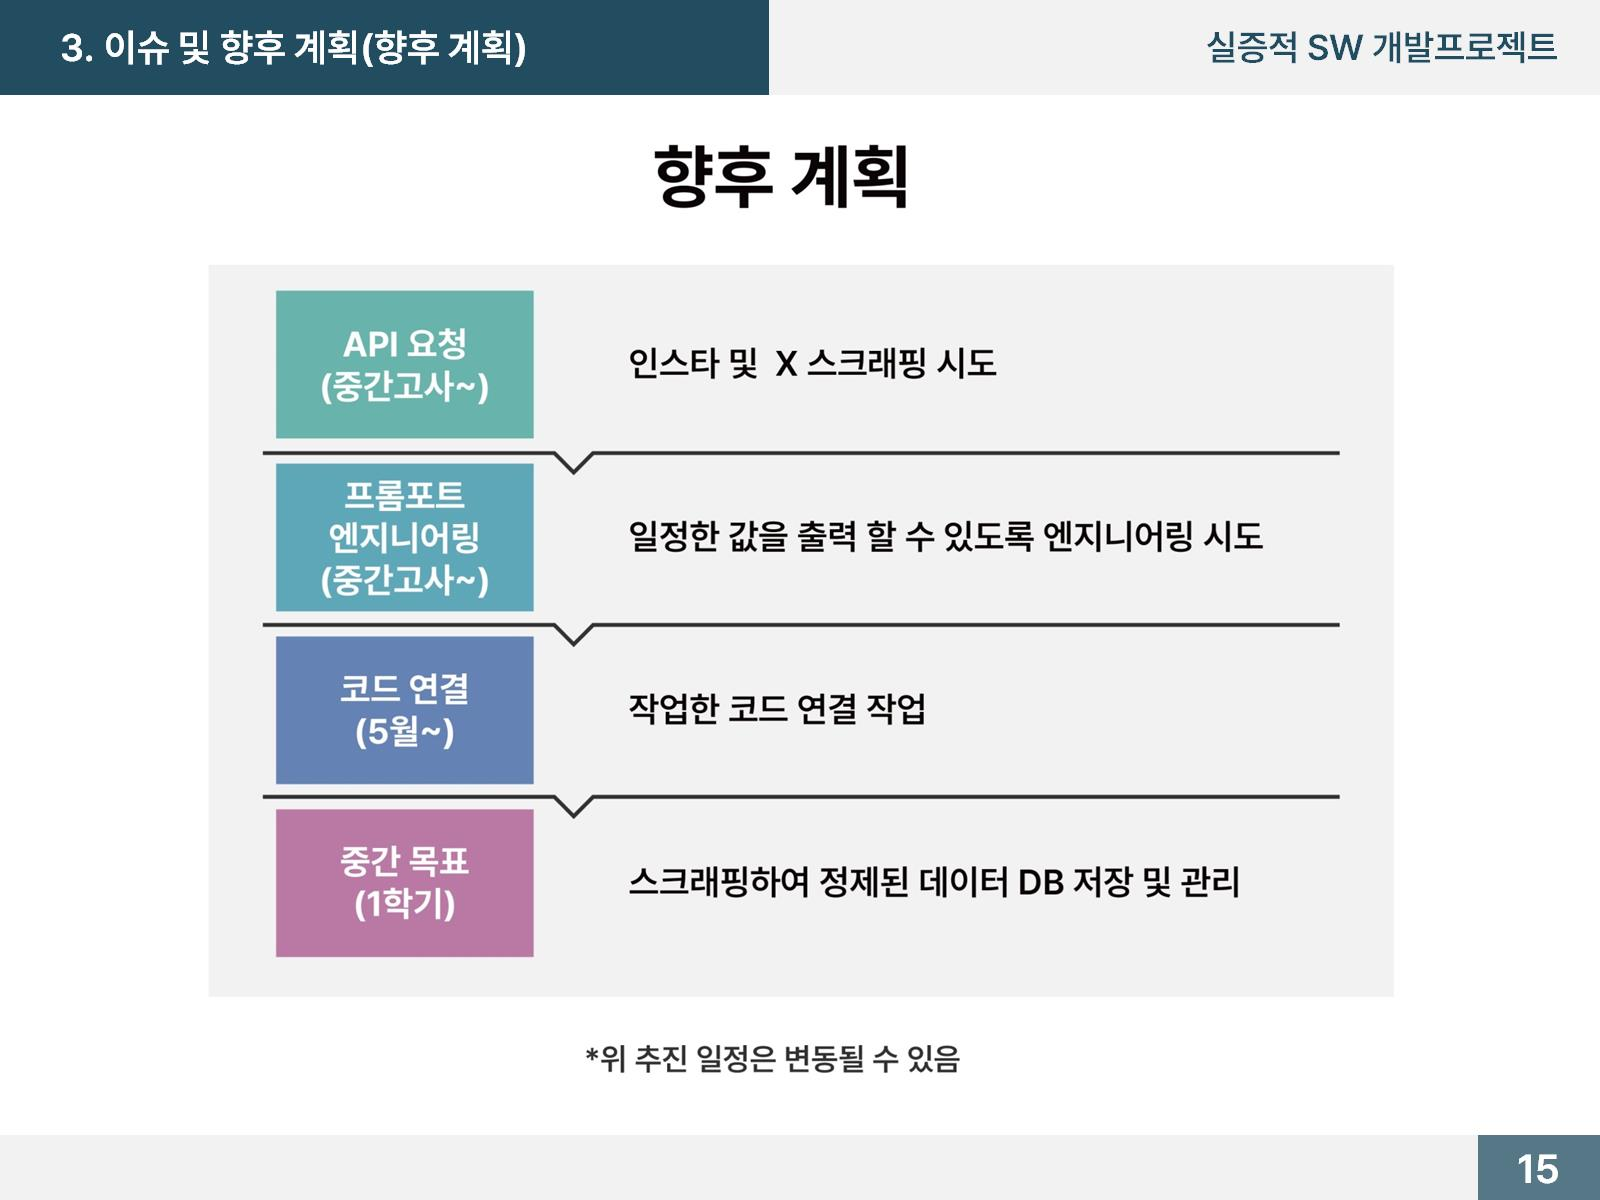 3. 이슈 및 향후 계획(향후 계획)
실증적 SW 개발프로젝트
향후 계획
API 요청
(중간고사~)
인스타 및 X 스크래핑 시도
프롬포트
엔지니어링
(중간고사~)
일정한 값을 출력 할 수 있도록 엔지니어링 시도
코드 연결
(5월~)
작업한 코드 연결 작업
중간 목표
(1학기)
스크래핑하여 정제된 데이터 DB 저장 및 관리
*위 추진 일정은 변동될 수 있음
15